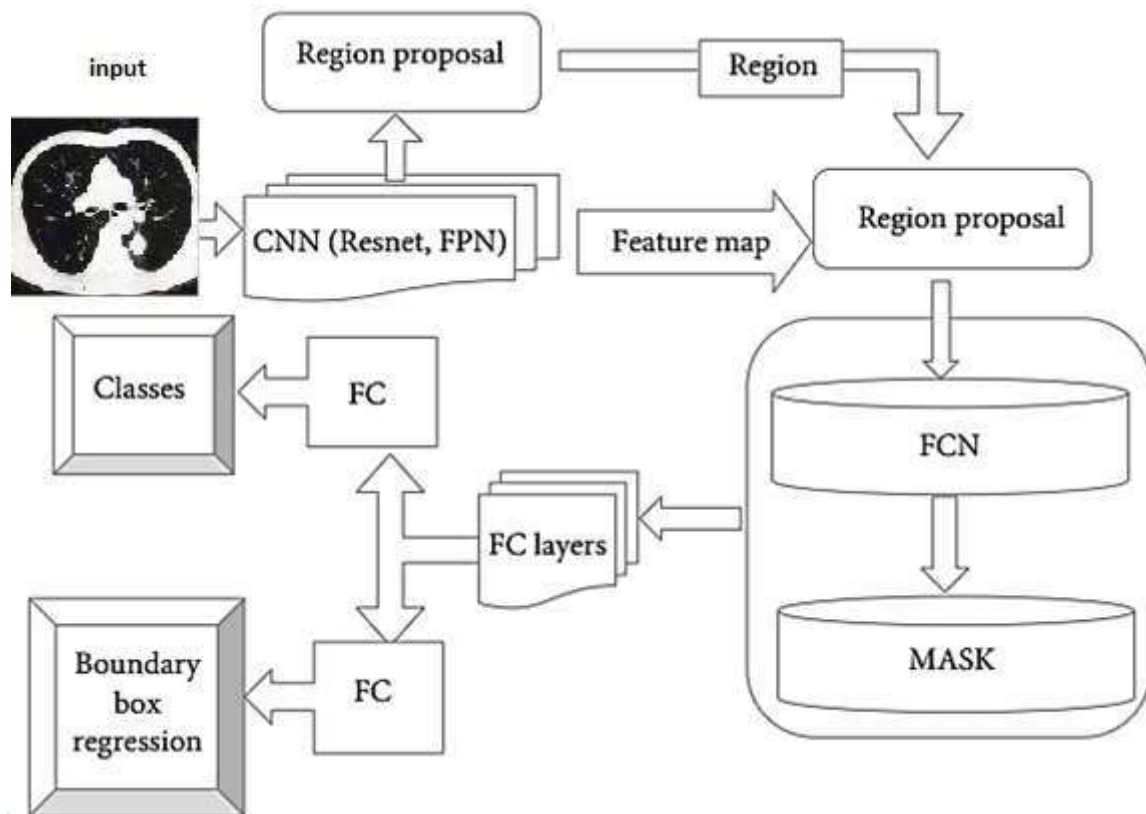 input
Region proposal
Region
CNN (Resnet, FPN)
Feature map
Region proposal
Classes
FC
FCN
FC layers
MASK
FC
Boundary
box
regression